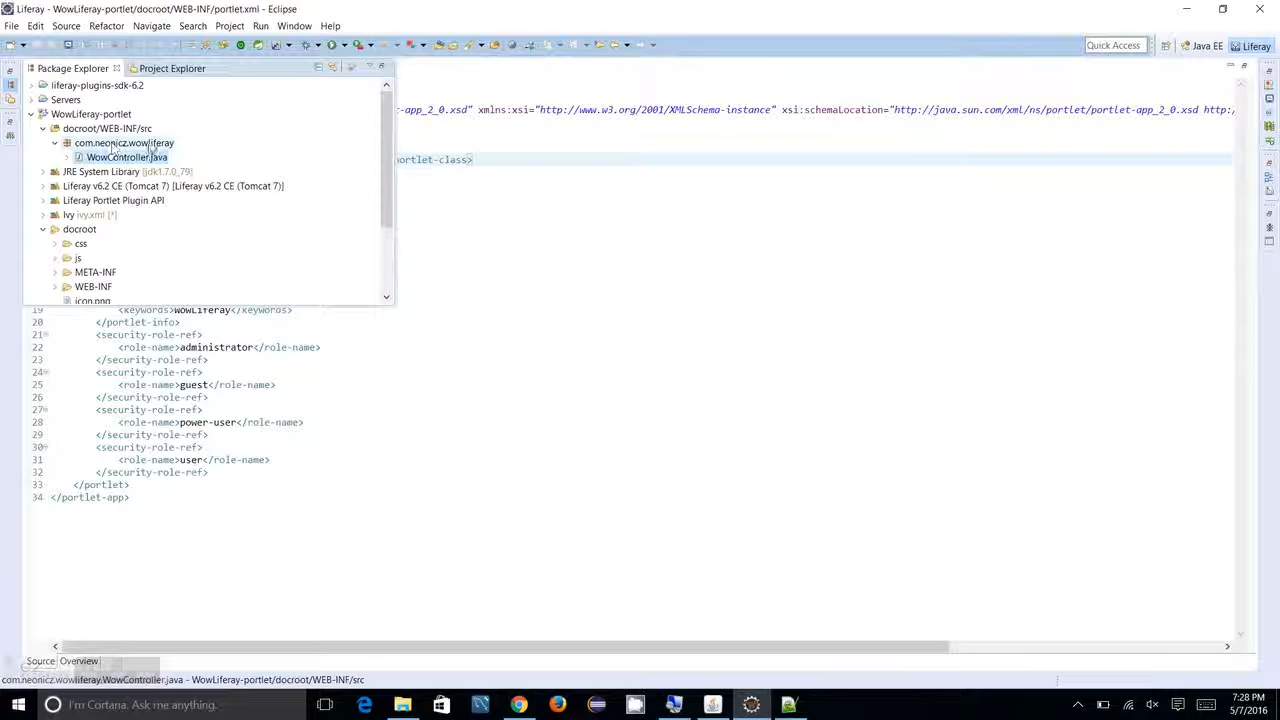 Liferay - WowLiferay-portlet/docroot/WEB-INF/portlet.xml - Eclipse
File Edit Source Refactor Navigate Search Project Run Window Help
Quick Access Java EE Liferay
Package Explorer Project Explorer
liferay-plugins-sdk-6.2
Servers
WowLiferay-portlet
docroot/WEB-INF/src
com.neonicz.wowliferay
WowController.java
JRE System Library [jdk1.7.0_79]
Liferay v6.2 CE (Tomcat 7) [Liferay v6.2 CE (Tomcat 7)]
Liferay Portlet Plugin API
Ivy ivy.xml [*]
docroot
css
js
META-INF
WEB-INF
icon.png
t-app_2_0.xsd" xmlns:xsi="http://www.w3.org/2001/XMLSchema-instance" xsi:schemaLocation="http://java.sun.com/xml/ns/portlet/portlet-app_2_0.xsd http:/
ortlet-class>
19 <keywords>WowLiferay</keywords>
20 </portlet-info>
21 <security-role-ref>
22 <role-name>administrator</role-name>
23 </security-role-ref>
24 <security-role-ref>
25 <role-name>guest</role-name>
26 </security-role-ref>
27 <security-role-ref>
28 <role-name>power-user</role-name>
29 </security-role-ref>
30 <security-role-ref>
31 <role-name>user</role-name>
32 </security-role-ref>
33 </portlet>
34 </portlet-app>
Source Overview
com.neonicz.wowliferay.WowController.java - WowLiferay-portlet/docroot/WEB-INF/src
I'm Cortana. Ask me anything.
7:28 PM
5/7/2016